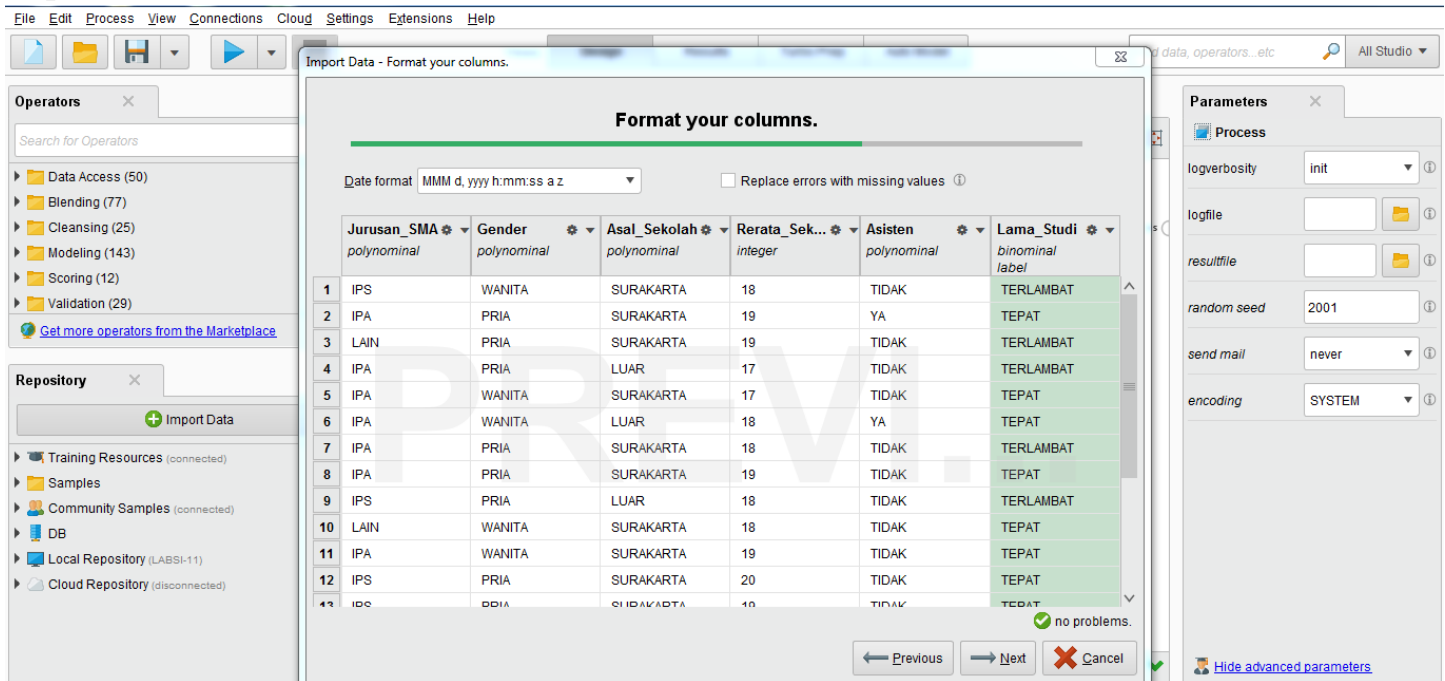 File Edit Process View Connections Cloud Settings Extensions Help
All Studio
Import Data - Format your columns.
Operators
Search for Operators
Data Access (50)
Blending (77)
Cleansing (25)
Modeling (143)
Scoring (12)
Validation (29)
Get more operators from the Marketplace
Repository
Import Data
Training Resources (connected)
Samples
Community Samples (connected)
DB
Local Repository (LABSI-11)
Cloud Repository (disconnected)
Format your columns.
Date format MMM d, yyyy h:mm:ss a z Replace errors with missing values
Jurusan_SMA Gender Asal_Sekolah Rerata_Sek... Asisten Lama_Studi
polynominal polynominal polynominal integer polynominal binominal
label
1 IPS WANITA SURAKARTA 18 TIDAK TERLAMBAT
2 IPA PRIA SURAKARTA 19 YA TEPAT
3 LAIN PRIA SURAKARTA 19 TIDAK TERLAMBAT
4 IPA PRIA LUAR 17 TIDAK TERLAMBAT
5 IPA WANITA SURAKARTA 17 TIDAK TEPAT
6 IPA WANITA LUAR 18 YA TEPAT
7 IPA PRIA SURAKARTA 18 TIDAK TERLAMBAT
8 IPA PRIA SURAKARTA 19 TIDAK TEPAT
9 IPS PRIA LUAR 18 TIDAK TERLAMBAT
10 LAIN WANITA SURAKARTA 18 TIDAK TEPAT
11 IPA WANITA SURAKARTA 19 TIDAK TEPAT
12 IPS PRIA SURAKARTA 20 TIDAK TEPAT
13 IPS PRIA SURAKARTA 19 TIDAK TEPAT
PREVI...
no problems.
Previous Next Cancel
data, operators...etc
Parameters
Process
logverbosity init
logfile
resultfile
random seed 2001
send mail never
encoding SYSTEM
Hide advanced parameters